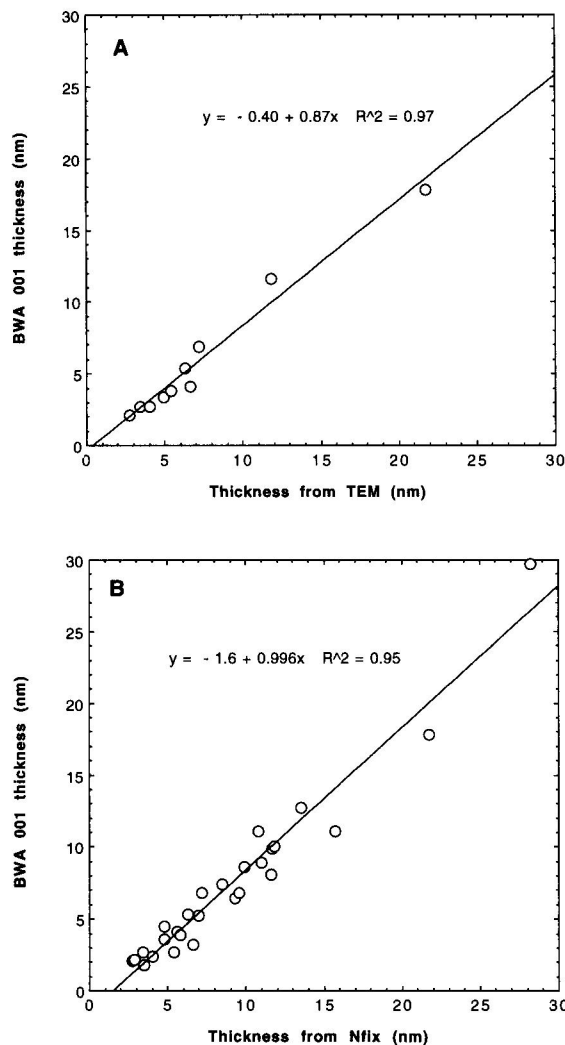 30
A
25
y = - 0.40 + 0.87x R^2 = 0.97
20
BWA 001 thickness (nm)
15
10
5
0
0 5 10 15 20 25 30
Thickness from TEM (nm)
30
B
25
y = - 1.6 + 0.996x R^2 = 0.95
20
BWA 001 thickness (nm)
15
10
5
0
0 5 10 15 20 25 30
Thickness from Nfix (nm)